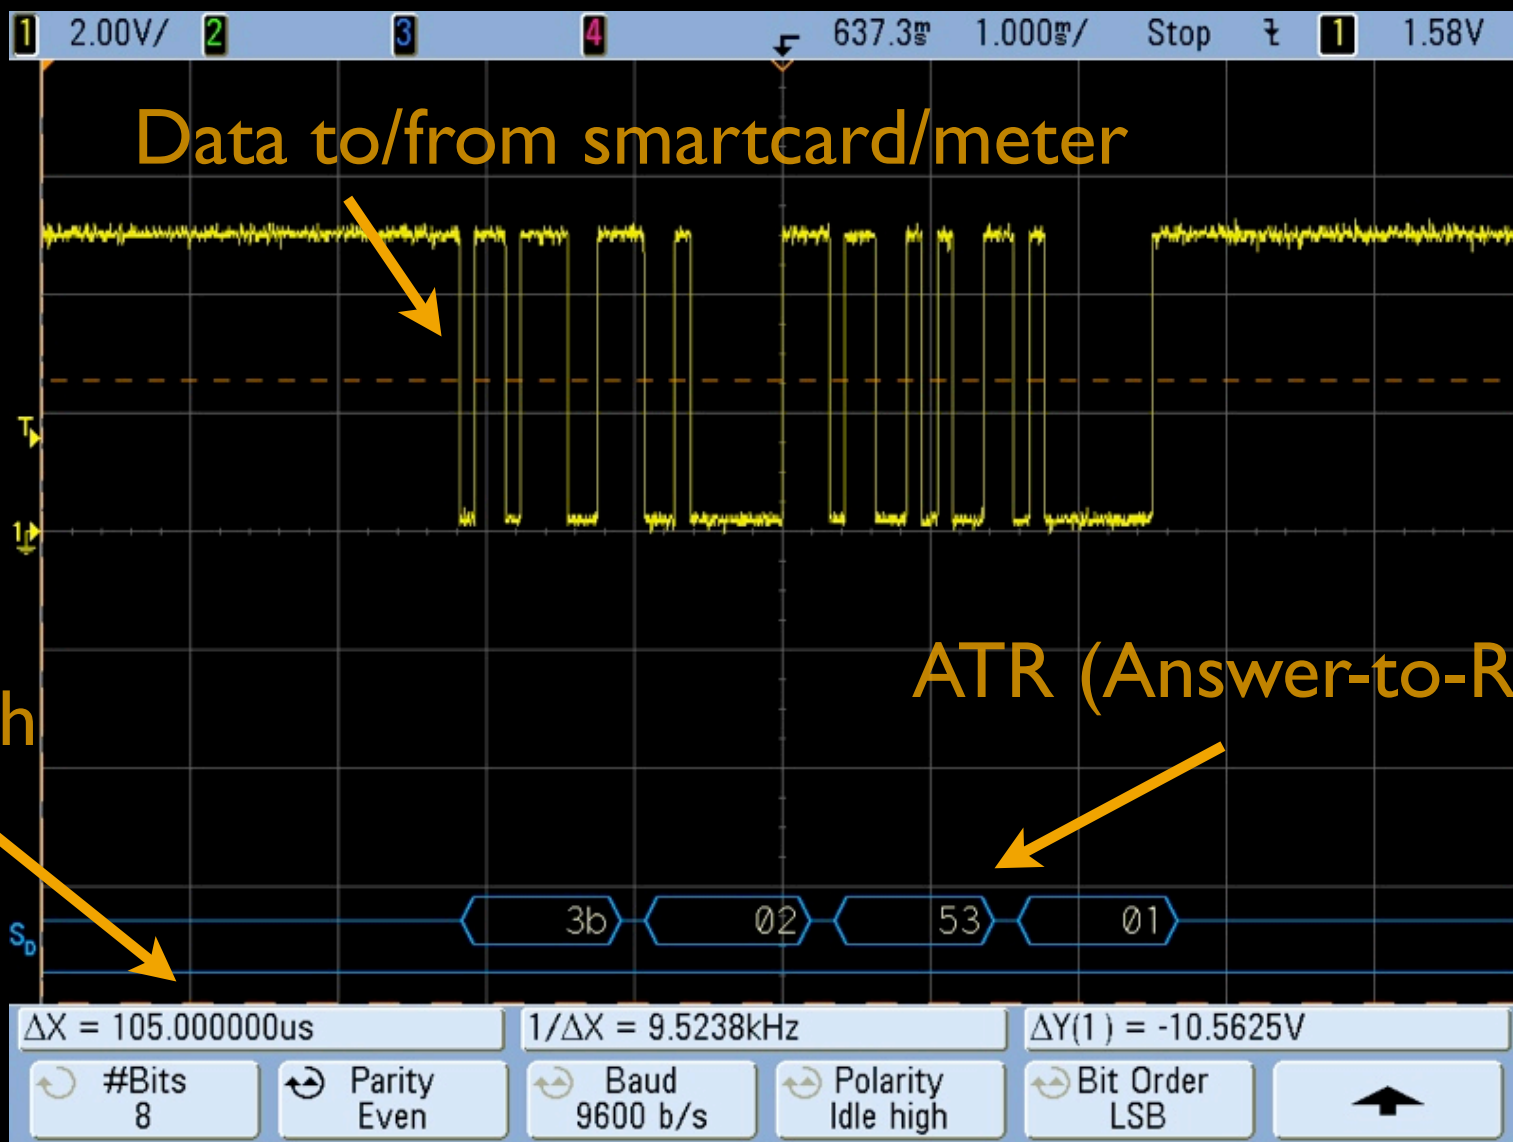 1 2.00V/ 2 3 4 637.3ms 1.000ms/ Stop 1 1.58V
Data to/from smartcard/meter
T
1
ATR (Answer-to-R
h
3b 02 53 01
SD
ΔX = 105.000000us 1/ΔX = 9.5238kHz ΔY(1) = -10.5625V
#Bits Parity Baud Polarity Bit Order
8 Even 9600 b/s Idle high LSB